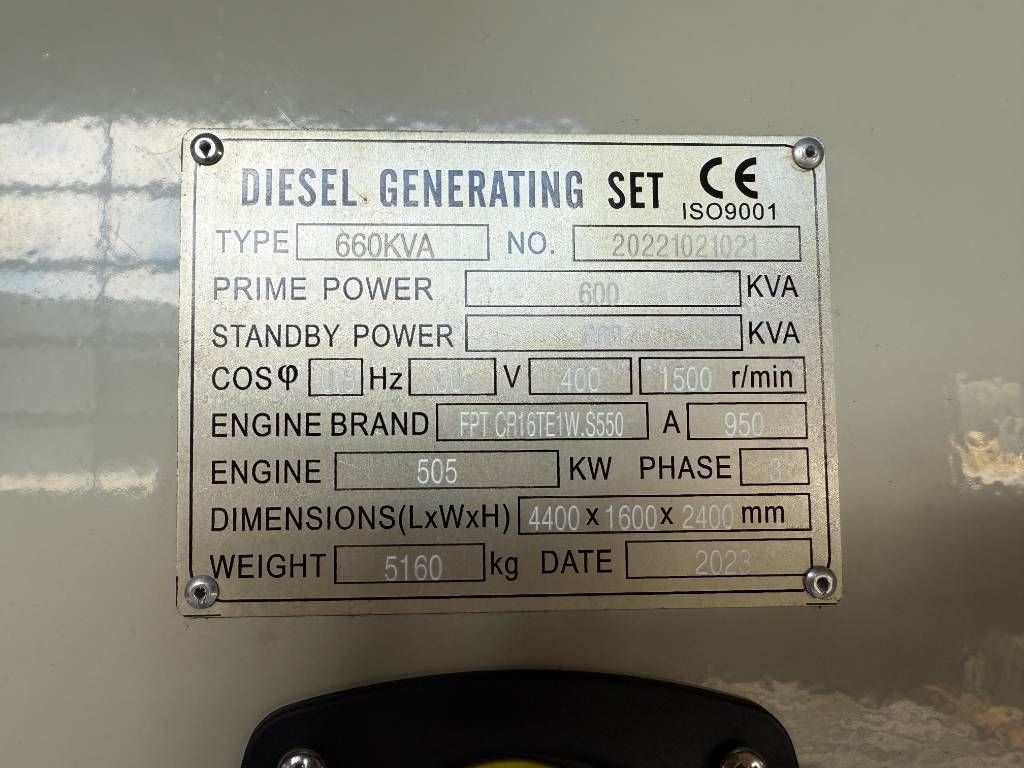 DIESEL GENERATING SET CE
ISO9001
TYPE 660KVA NO. 20221021021
PRIME POWER 600 KVA
STANDBY POWER 660 KVA
COSφ Hz 50 V 400 1500 r/min
ENGINE BRAND FPT CR16TE1W.S550 A 950
ENGINE 505 KW PHASE 3
DIMENSIONS(LxWxH) 4400 x 1600 x 2400 mm
WEIGHT 5160 kg DATE 2023